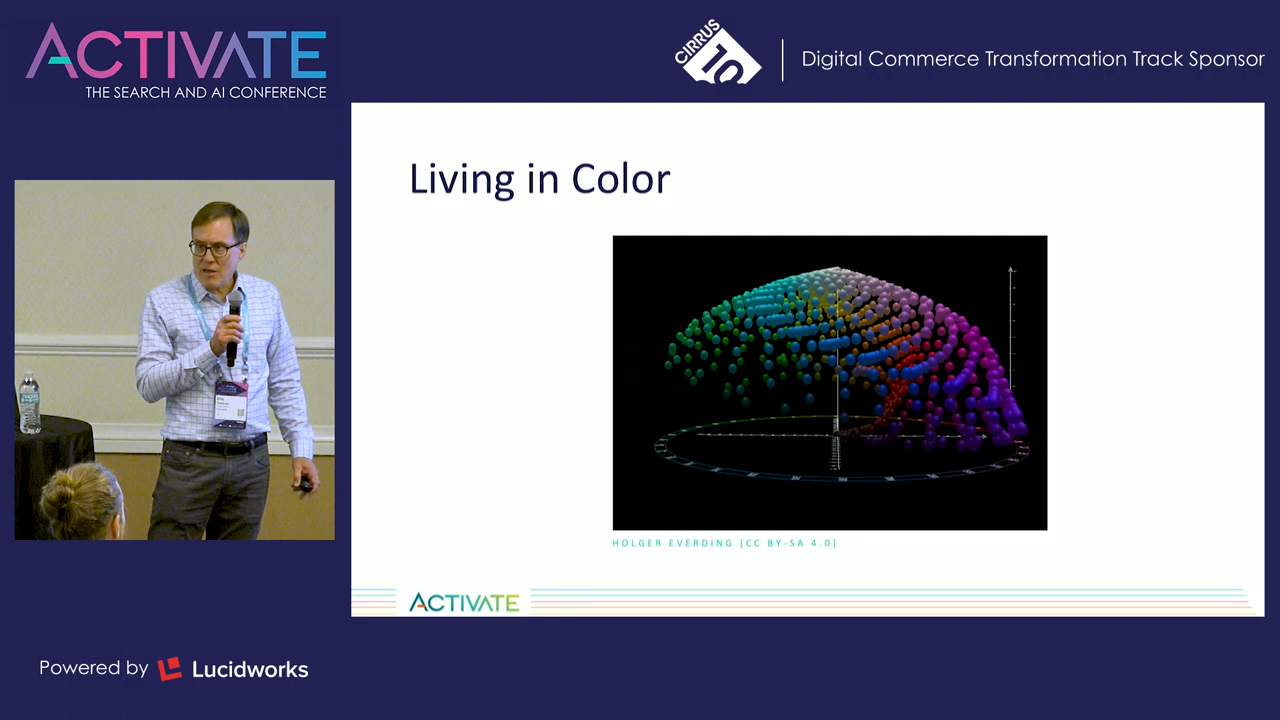 ACTIVATE
THE SEARCH AND AI CONFERENCE
CIRRUS
10
Digital Commerce Transformation Track Sponsor
Living in Color
HOLGER EVERDING [CC BY-SA 4.0]
ACTIVATE
Powered by Lucidworks